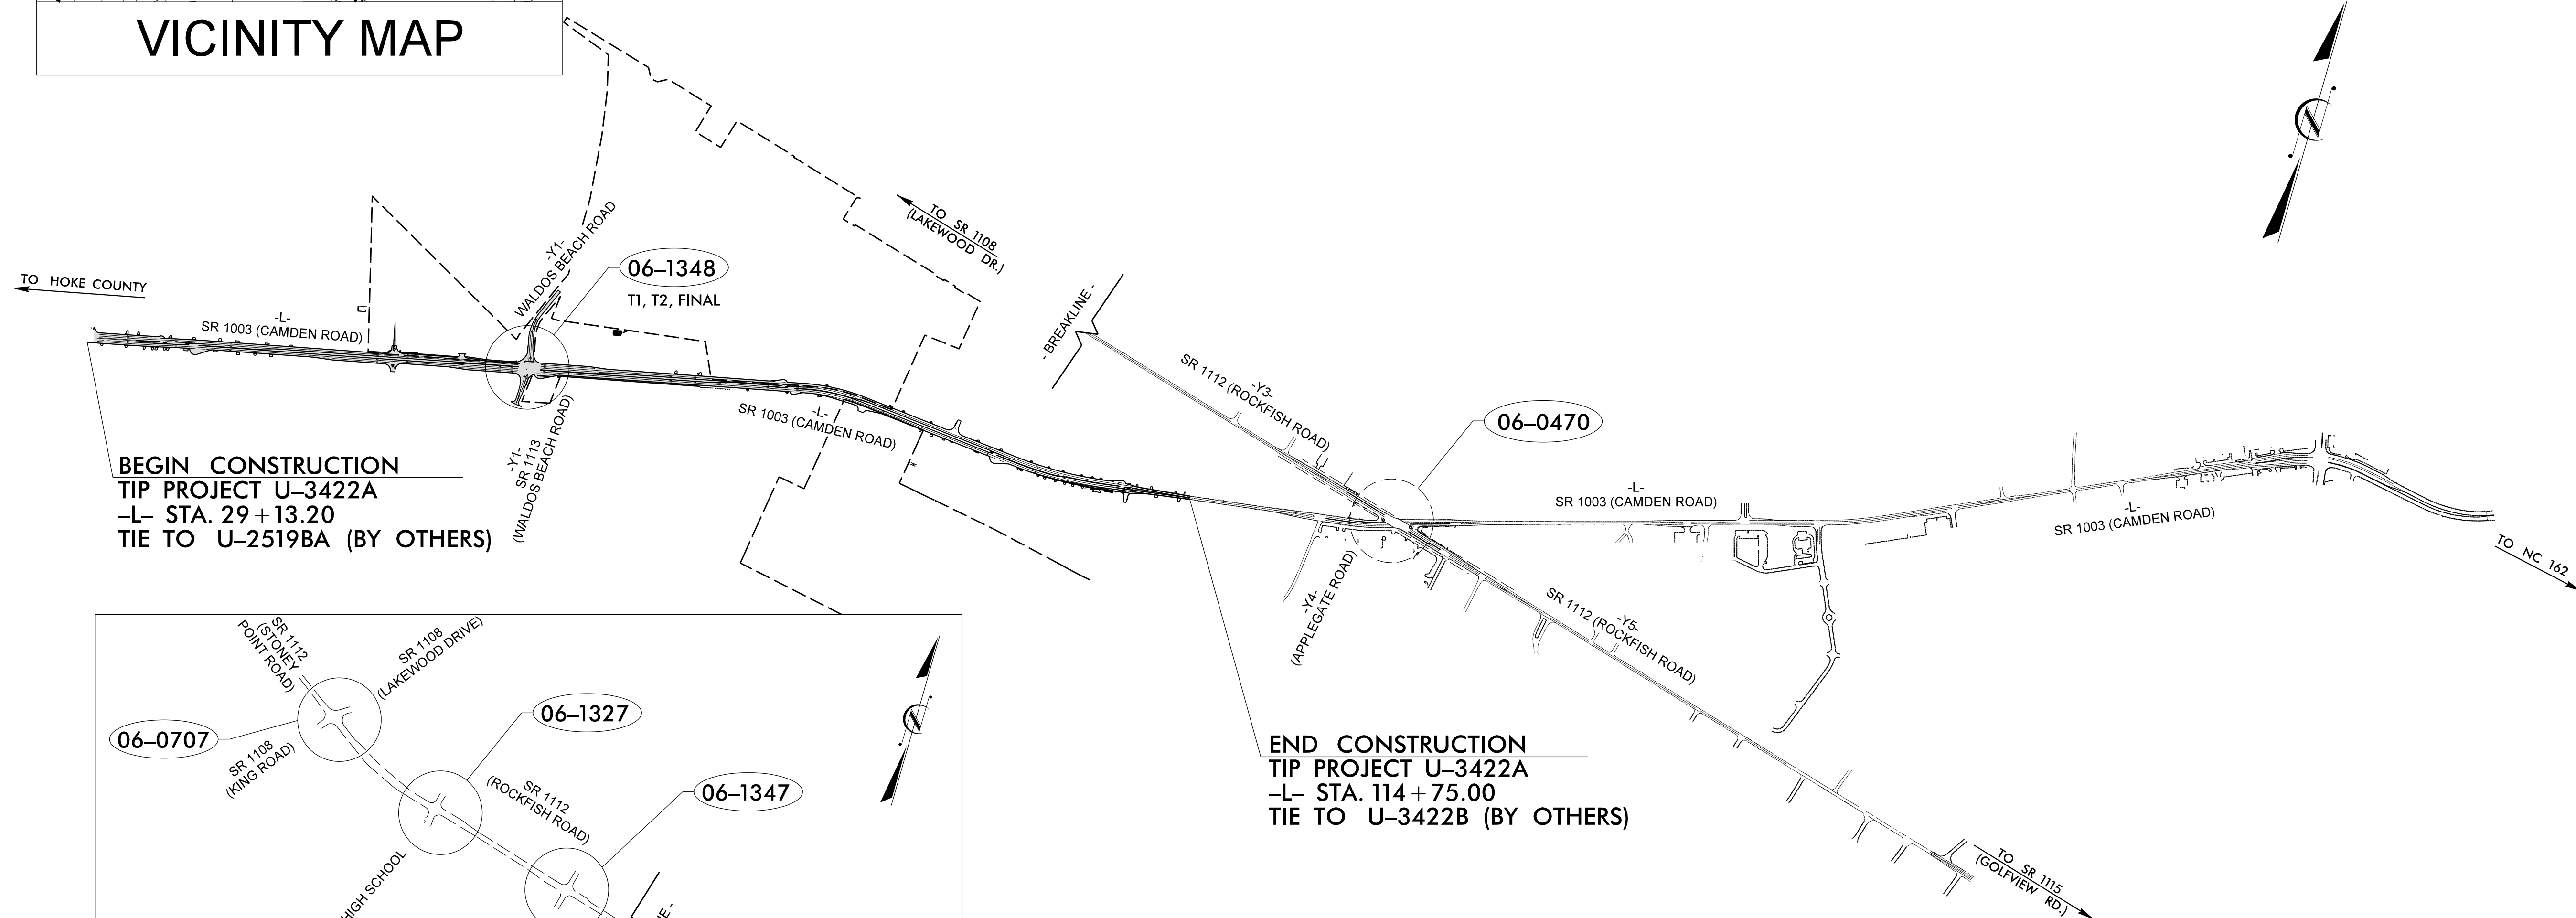 VICINITY MAP
TO SR 1108
(LAKEWOOD DR.)
TO HOKE COUNTY
-L-
SR 1003 (CAMDEN ROAD)
-Y1-
WALDOS BEACH ROAD
06-1348
T1, T2, FINAL
-Y1-
SR 1113
(WALDOS BEACH ROAD)
-L-
SR 1003 (CAMDEN ROAD)
BEGIN CONSTRUCTION
TIP PROJECT U-3422A
-L- STA. 29+13.20
TIE TO U-2519BA (BY OTHERS)
- BREAKLINE -
-Y3-
SR 1112 (ROCKFISH ROAD)
06-0470
-L-
SR 1003 (CAMDEN ROAD)
-L-
SR 1003 (CAMDEN ROAD)
TO NC 162
-Y4-
(APPLEGATE ROAD)
-Y5-
SR 1112 (ROCKFISH ROAD)
END CONSTRUCTION
TIP PROJECT U-3422A
-L- STA. 114+75.00
TIE TO U-3422B (BY OTHERS)
TO SR 1115
(GOLFVIEW RD.)
SR 1112
(STONEY
POINT ROAD)
SR 1108
(LAKEWOOD DRIVE)
06-0707
SR 1108
(KING ROAD)
06-1327
SR 1112
(ROCKFISH ROAD)
06-1347
HIGH SCHOOL